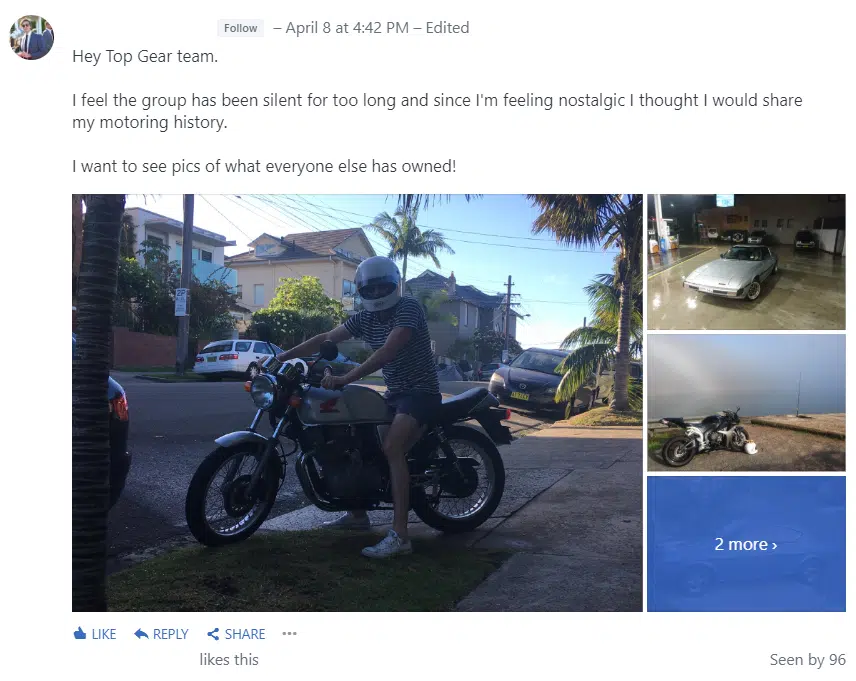 Follow – April 8 at 4:42 PM – Edited
Hey Top Gear team.
I feel the group has been silent for too long and since I'm feeling nostalgic I thought I would share
my motoring history.
I want to see pics of what everyone else has owned!
2 more ›
LIKE REPLY SHARE
likes this
Seen by 96